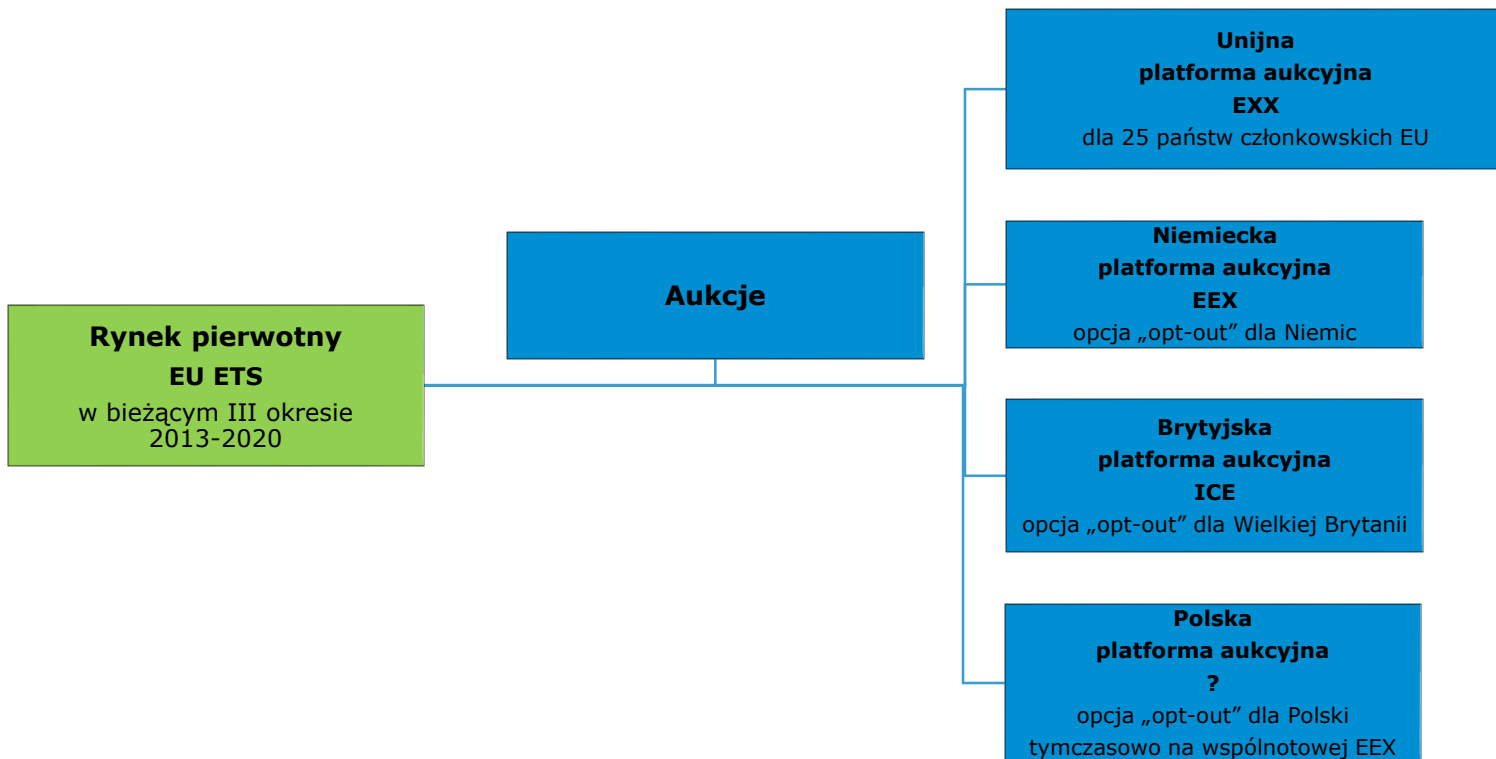 Rynek pierwotny
EU ETS
w bieżącym III okresie
2013-2020
Aukcje
Unijna
platforma aukcyjna
EXX
dla 25 państw członkowskich EU
Niemiecka
platforma aukcyjna
EEX
opcja „opt-out” dla Niemic
Brytyjska
platforma aukcyjna
ICE
opcja „opt-out” dla Wielkiej Brytanii
Polska
platforma aukcyjna
?
opcja „opt-out” dla Polski
tymczasowo na wspólnotowej EEX